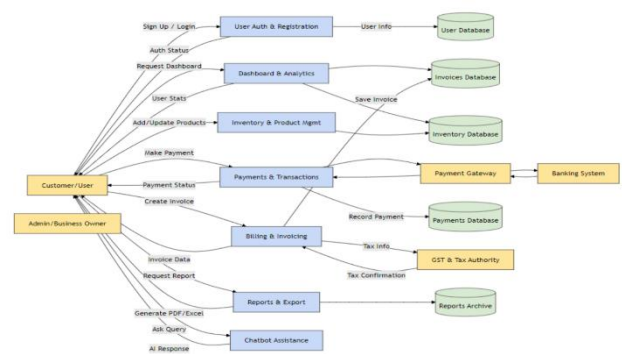 Sign Up / Login
User Auth & Registration
User Info
User Database
Auth Status
Request Dashboard
Dashboard & Analytics
Invoices Database
User Stats
Save Invoice
Add/Update Products
Inventory & Product Mgmt
Inventory Database
Make Payment
Customer/User
Payment Status
Payments & Transactions
Payment Gateway
Banking System
Create Invoice
Admin/Business Owner
Record Payment
Payments Database
Billing & Invoicing
Tax Info
Invoice Data
GST & Tax Authority
Request Report
Tax Confirmation
Reports & Export
Reports Archive
Generate PDF/Excel
Ask Query
Chatbot Assistance
AI Response